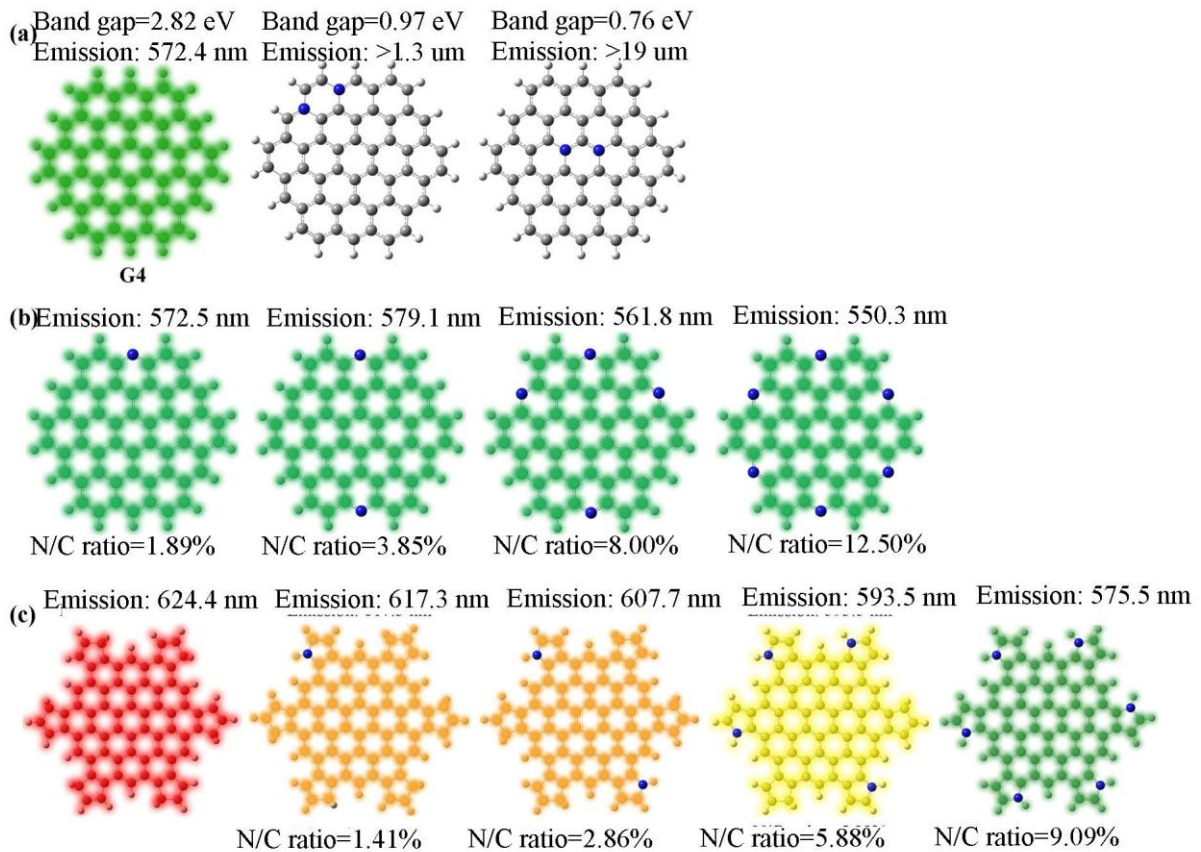 (a) Band gap=2.82 eV Band gap=0.97 eV Band gap=0.76 eV
Emission: 572.4 nm Emission: >1.3 um Emission: >19 um
G4
(b) Emission: 572.5 nm Emission: 579.1 nm Emission: 561.8 nm Emission: 550.3 nm
N/C ratio=1.89% N/C ratio=3.85% N/C ratio=8.00% N/C ratio=12.50%
(c) Emission: 624.4 nm Emission: 617.3 nm Emission: 607.7 nm Emission: 593.5 nm Emission: 575.5 nm
N/C ratio=1.41% N/C ratio=2.86% N/C ratio=5.88% N/C ratio=9.09%